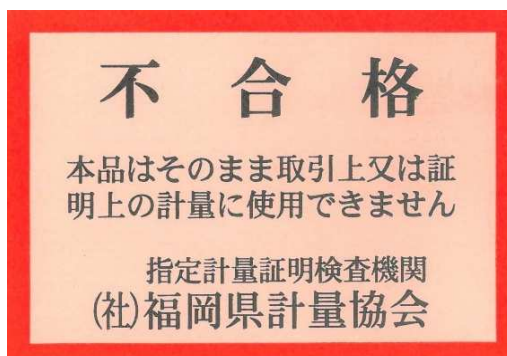 不合格
本品はそのまま取引上又は証
明上の計量に使用できません
指定計量証明検査機関
(社)福岡県計量協会